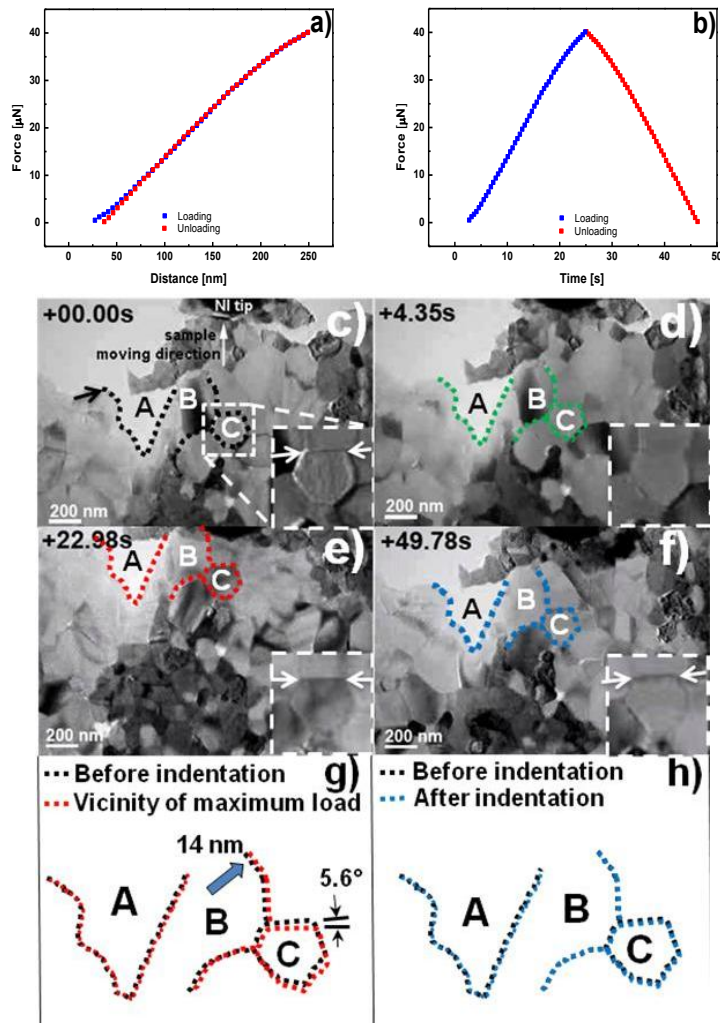 a)
Force [µN]
40
30
20
10
0
Loading
Unloading
0 50 100 150 200 250
Distance [nm]
b)
Force [µN]
40
30
20
10
0
Loading
Unloading
0 10 20 30 40 50
Time [s]
+00.00s
NI tip
c)
sample
moving direction
A
B
C
200 nm
+4.35s
d)
A
B
C
200 nm
+22.98s
e)
A
B
C
200 nm
+49.78s
f)
A
B
C
200 nm
Before indentation
g)
Vicinity of maximum load
14 nm
5.6°
A
B
C
Before indentation
h)
After indentation
A
B
C